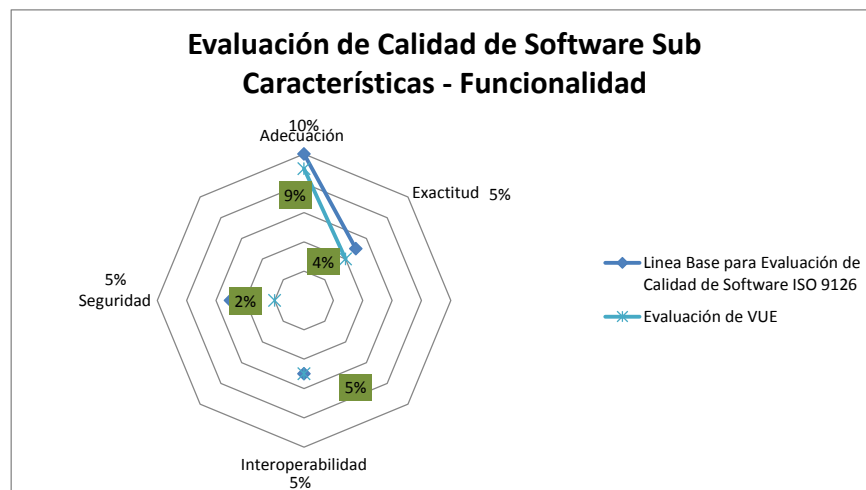 Evaluación de Calidad de Software Sub
Características - Funcionalidad
10%
Adecuación
9%
Exactitud 5%
4%
5%
Seguridad
2%
5%
Interoperabilidad
5%
Linea Base para Evaluación de
Calidad de Software ISO 9126
Evaluación de VUE